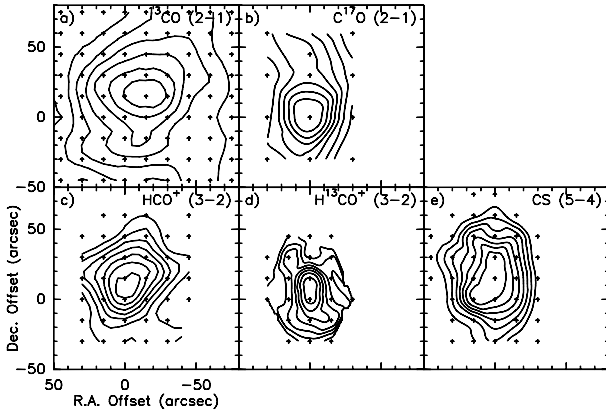 a) ¹³CO (2−1)
b) C¹⁷O (2−1)
50
0
−50
c) HCO⁺ (3−2)
d) H¹³CO⁺ (3−2)
e) CS (5−4)
50
0
−50
Dec. Offset (arcsec)
50 0 −50
R.A. Offset (arcsec)